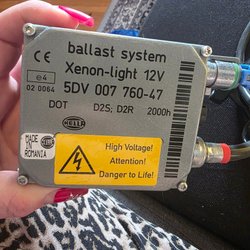 ballast system
Xenon-light 12V
5DV 007 760-47
CE
e4
02 0064
DOT D2S; D2R 2000h
HELLA
MADE IN
ROMANIA
High Voltage!
Attention!
Danger to Life!